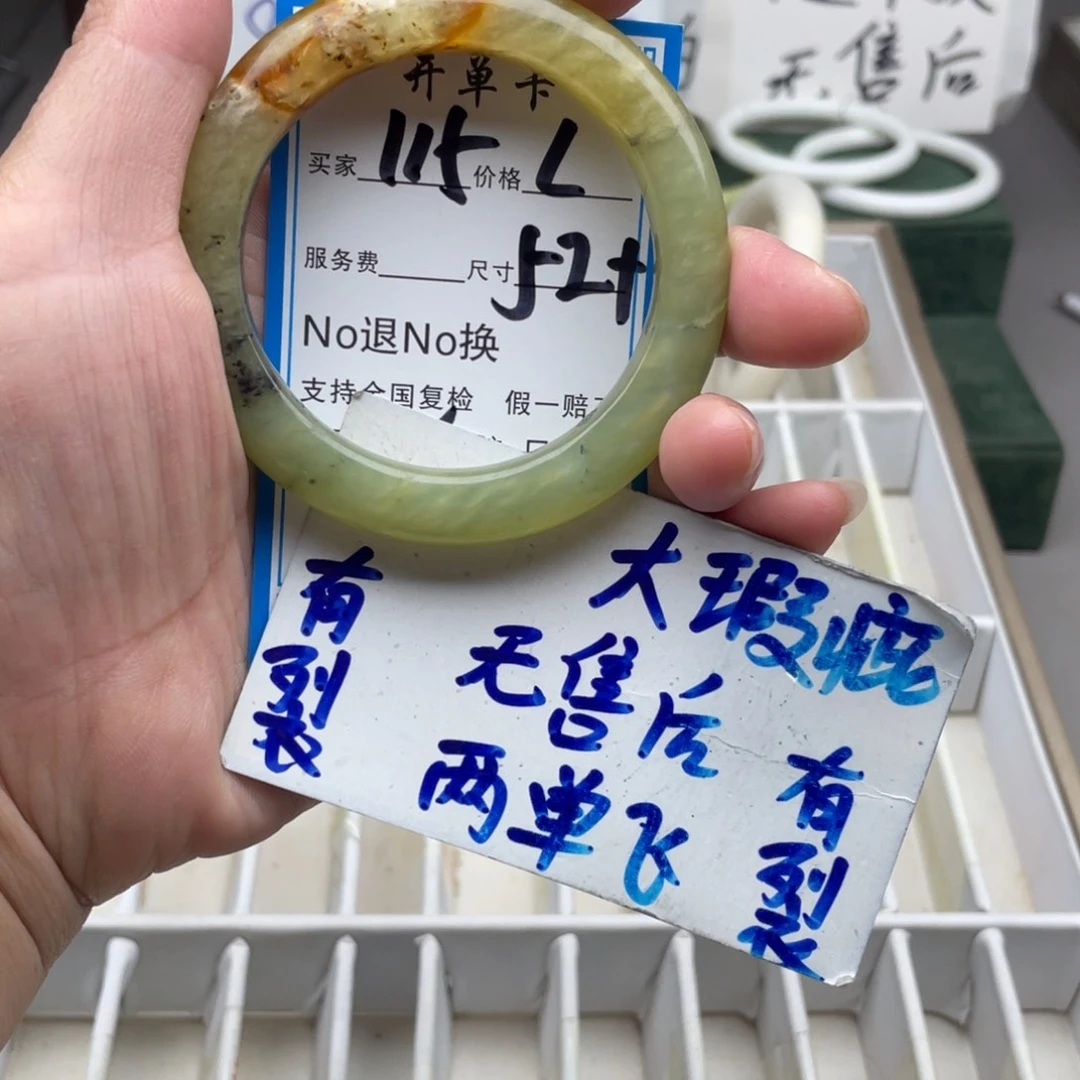 无售后
开单卡
买家 115 价格 L
服务费 尺寸 52+
No退No换
支持全国复检 假一赔
大瑕疵
无售后
两单飞
有裂
有裂